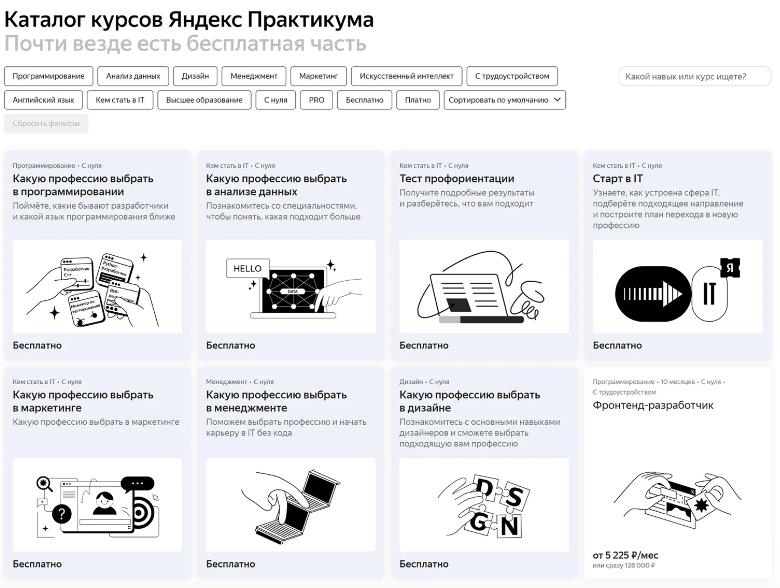 Каталог курсов Яндекс Практикума
Почти везде есть бесплатная часть
Программирование
Анализ данных
Дизайн
Менеджмент
Маркетинг
Искусственный интеллект
С трудоустройством
Какой навык или курс ищете?
Английский язык
Кем стать в IT
Высшее образование
С нуля
PRO
Бесплатно
Платно
Сортировать по умолчанию
Сбросить фильтры
Программирование • С нуля
Какую профессию выбрать
в программировании
Поймёте, какие бывают разработчики
и какой язык программирования ближе
Бесплатно
Кем стать в IT • С нуля
Какую профессию выбрать
в анализе данных
Познакомитесь со специальностями,
чтобы понять, какая подходит больше
HELLO
DATA
Бесплатно
Кем стать в IT • С нуля
Тест профориентации
Получите подробные результаты
и разберётесь, что вам подходит
Бесплатно
Кем стать в IT • С нуля
Старт в IT
Узнаете, как устроена сфера IT,
подберёте подходящее направление
и построите план перехода в новую
профессию
Я
IT
Бесплатно
Кем стать в IT • С нуля
Какую профессию выбрать
в маркетинге
Какую профессию выбрать в маркетинге
?
Бесплатно
Менеджмент • С нуля
Какую профессию выбрать
в менеджменте
Поможем выбрать профессию и начать
карьеру в IT без кода
Бесплатно
Дизайн • С нуля
Какую профессию выбрать
в дизайне
Познакомитесь с основными навыками
дизайнеров и сможете выбрать
подходящую вам профессию
D S
G N
Бесплатно
Программирование • 10 месяцев • С нуля •
С трудоустройством
Фронтенд-разработчик
от 5 225 ₽/мес
или сразу 128 000 ₽